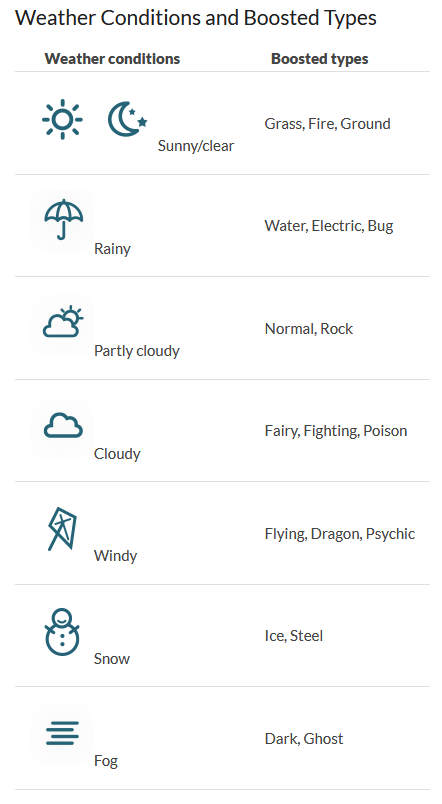 Weather Conditions and Boosted Types
Weather conditions Boosted types
Sunny/clear Grass, Fire, Ground
Rainy Water, Electric, Bug
Partly cloudy Normal, Rock
Cloudy Fairy, Fighting, Poison
Windy Flying, Dragon, Psychic
Snow Ice, Steel
Fog Dark, Ghost